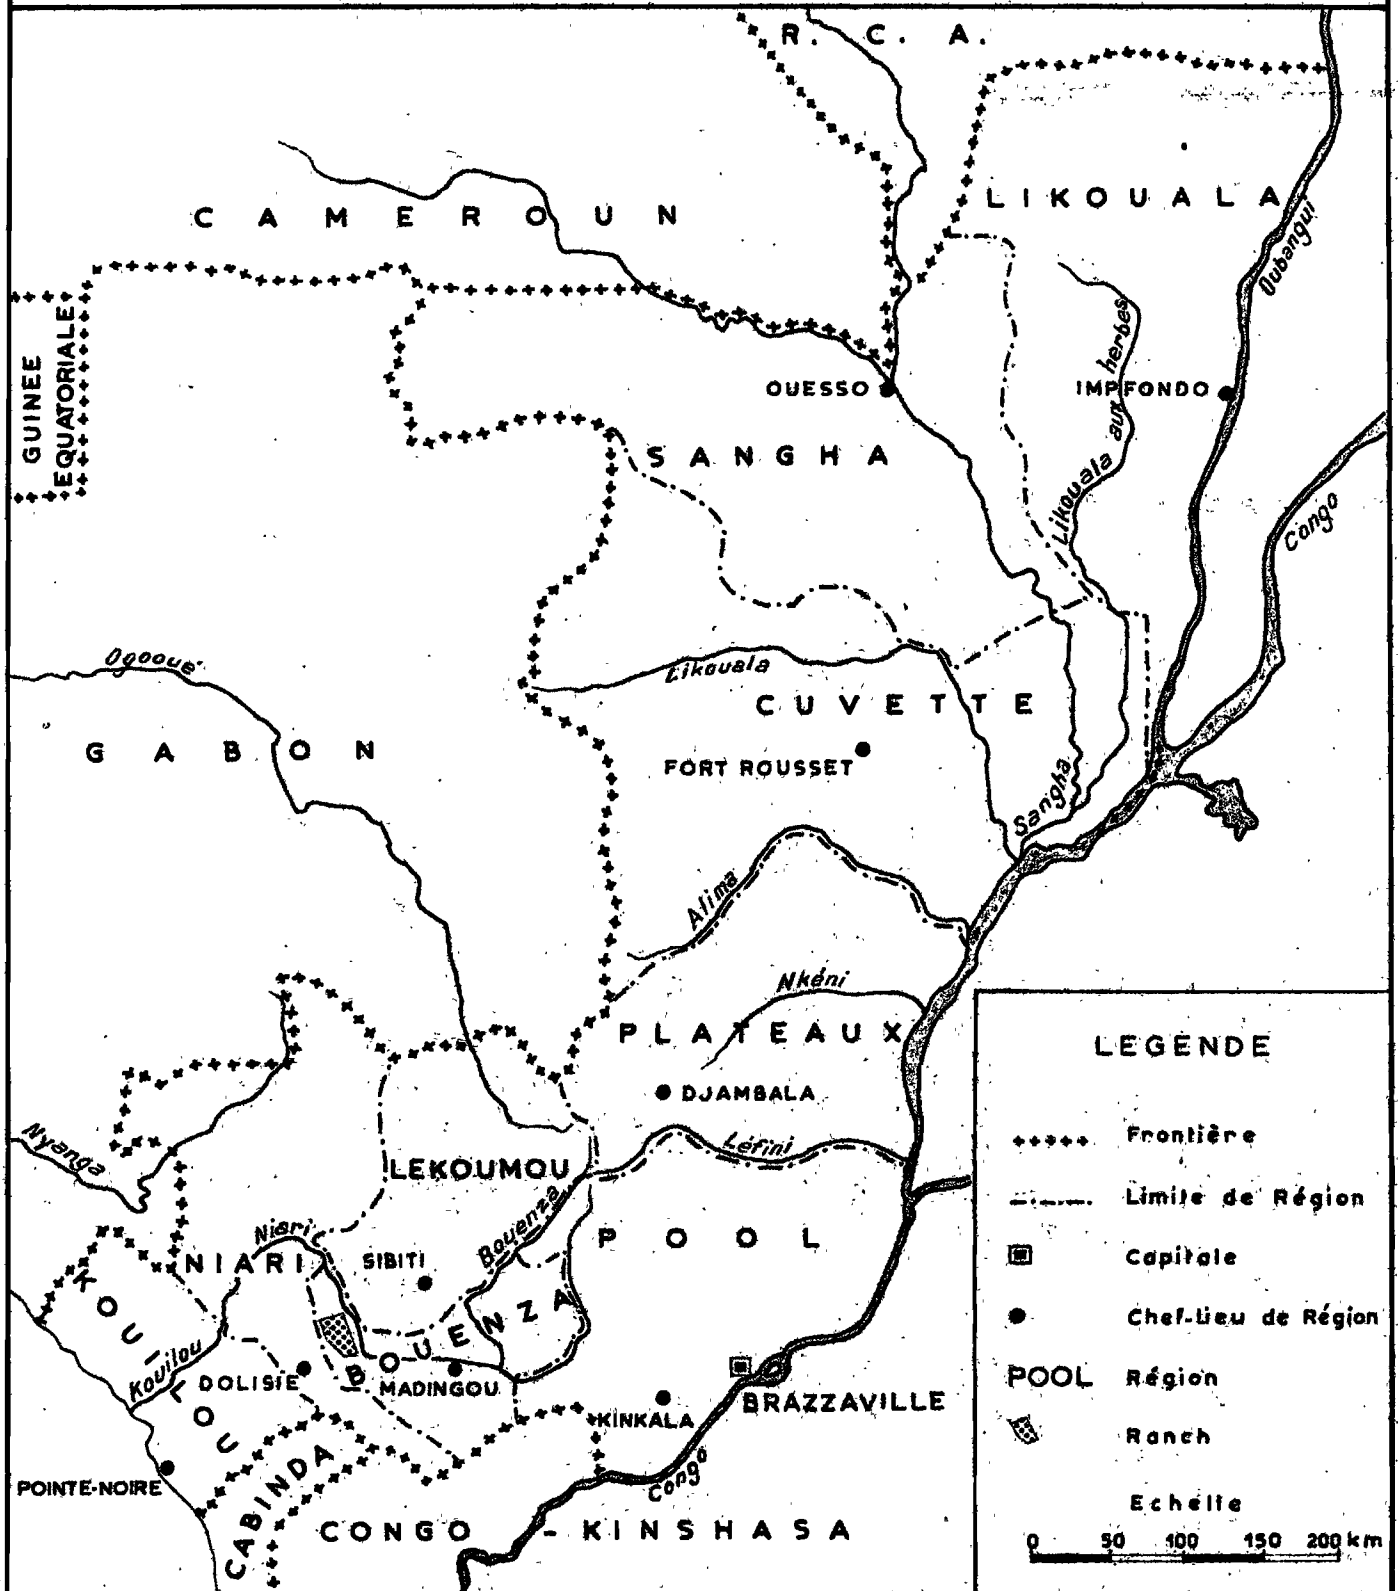 R. C. A.
LIKOUALA
CAMEROUN
Oubangui
GUINEE
EQUATORIALE
Likouala aux herbes
OUESSO
IMPFONDO
SANGHA
Congo
Ogooué
Likouala
CUVETTE
GABON
FORT ROUSSET
Sangha
Alima
Nkéni
PLATEAUX
DJAMBALA
Nyanga
Léfini
LEKOUMOU
Bouenza
Niari
POOL
NIARI
SIBITI
KOUI-
LOU
BOUENZA
Kouilou
DOLISIE
MADINGOU
BRAZZAVILLE
KINKALA
CABINDA
Congo
POINTE-NOIRE
CONGO - KINSHASA
LEGENDE
Frontière
Limite de Région
Capitale
Chef-Lieu de Région
POOL Région
Ranch
Echelle
0 50 100 150 200 km